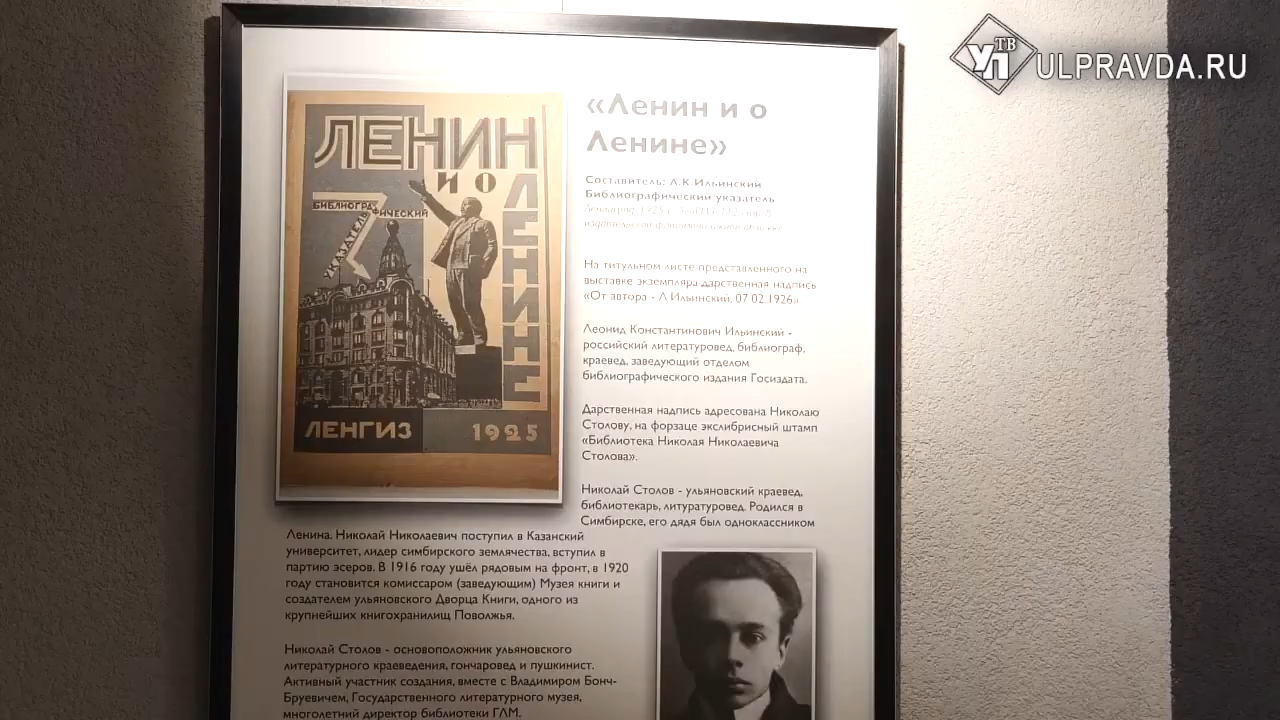 УП ТВ
ULPRAVDA.RU
ЛЕНИН
И О
ЛЕНИНЕ
БИБЛИОГРАФИЧЕСКИЙ
УКАЗАТЕЛЬ
ЛЕНГИЗ 1925
«Ленин и о
Ленине»
Составитель: Л.К.Ильинский
Библиографический указатель
На титульном листе представленного на
выставке экземпляра дарственная надпись
«От автора - Л.Ильинский, 07.02.1926»
Леонид Константинович Ильинский -
российский литературовед, библиограф,
краевед, заведующий отделом
библиографического издания Госиздата.
Дарственная надпись адресована Николаю
Столову, на форзаце экслибрисный штамп
«Библиотека Николая Николаевича
Столова».
Николай Столов - ульяновский краевед,
библиотекарь, литуратуровед. Родился в
Симбирске, его дядя был одноклассником
Ленина. Николай Николаевич поступил в Казанский
университет, лидер симбирского землячества, вступил в
партию эсеров. В 1916 году ушёл рядовым на фронт, в 1920
году становится комиссаром (заведующим) Музея книги и
создателем ульяновского Дворца Книги, одного из
крупнейших книгохранилищ Поволжья.
Николай Столов - основоположник ульяновского
литературного краеведения, гончаровед и пушкинист.
Активный участник создания, вместе с Владимиром Бонч-
Бруевичем, Государственного литературного музея,
многолетний директор библиотеки ГЛМ.